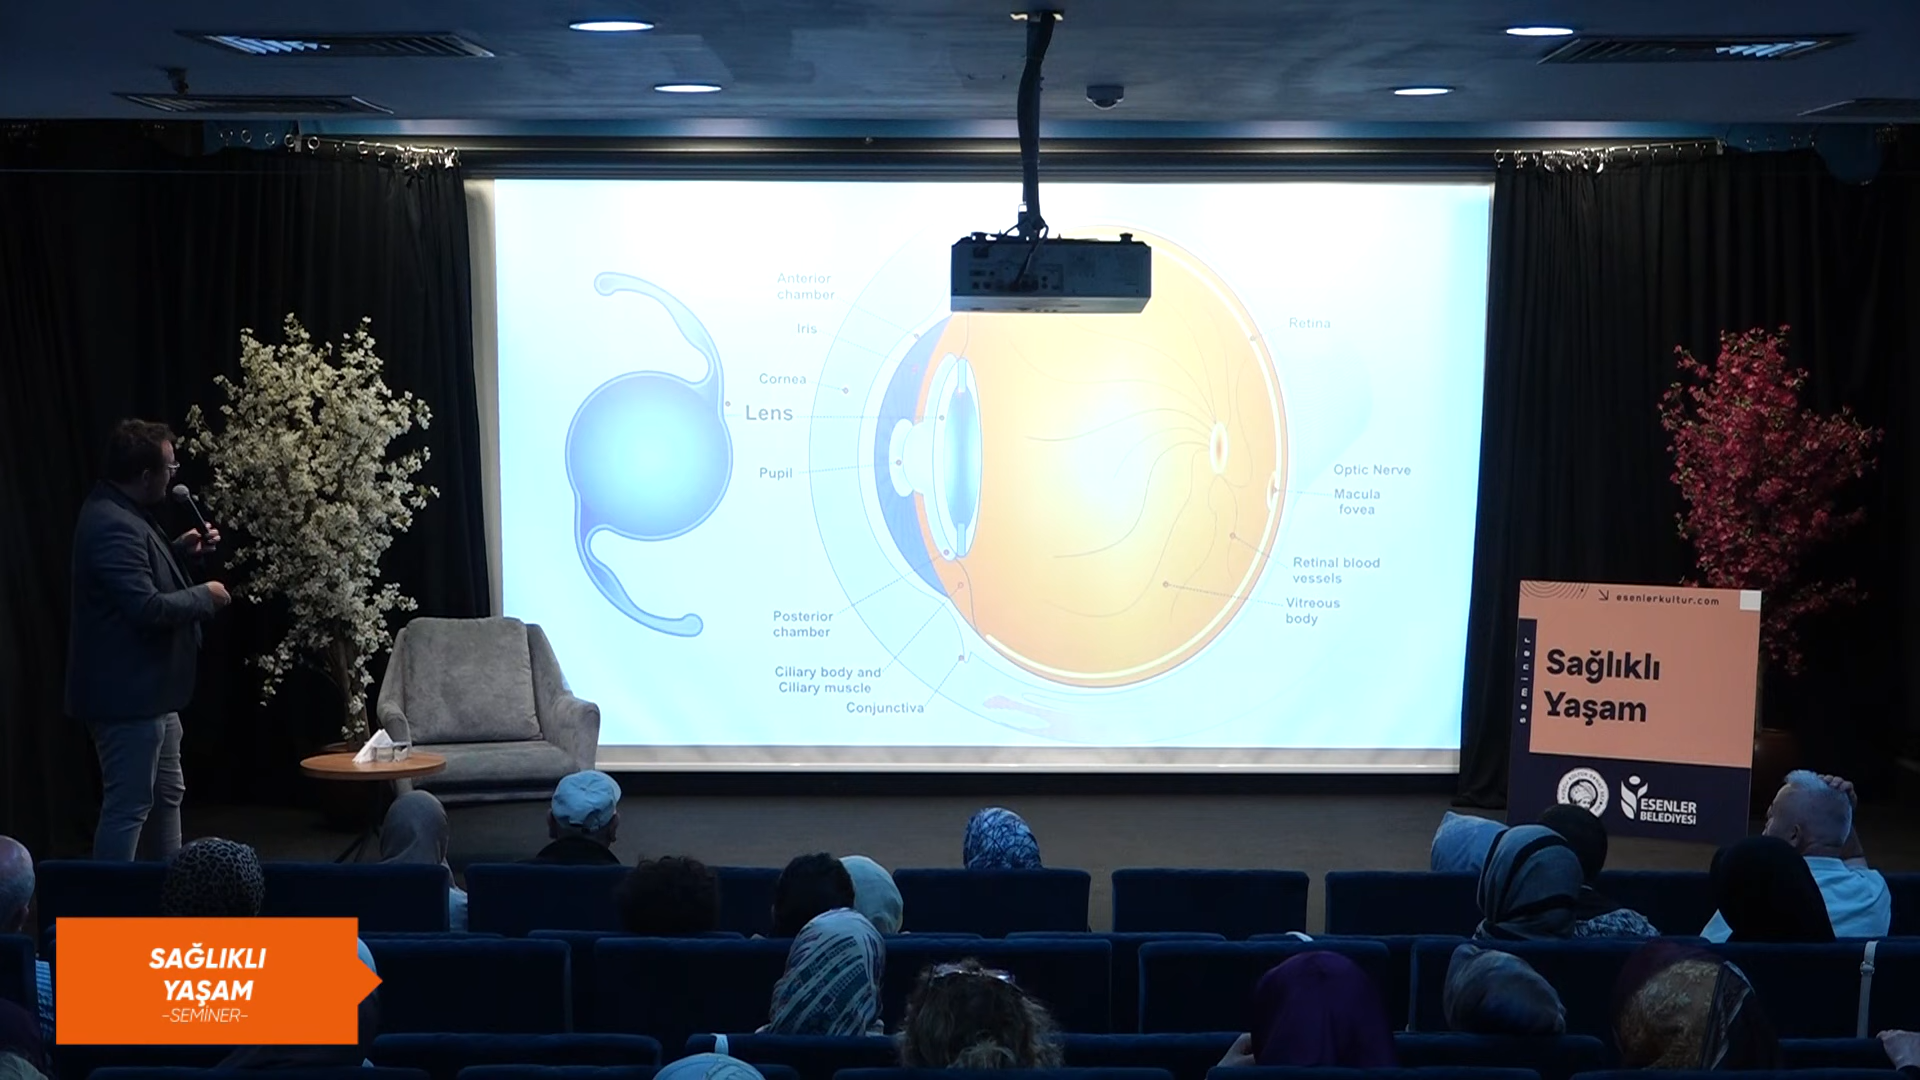 Anterior
chamber
Iris
Cornea
Lens
Pupil
Posterior
chamber
Ciliary body and
Ciliary muscle
Conjunctiva
Retina
Optic Nerve
Macula
fovea
Retinal blood
vessels
Vitreous
body
esenlerkultur.com
seminer
Sağlıklı
Yaşam
ESENLER
BELEDİYESİ
SAĞLIKLI
YAŞAM
-SEMİNER-